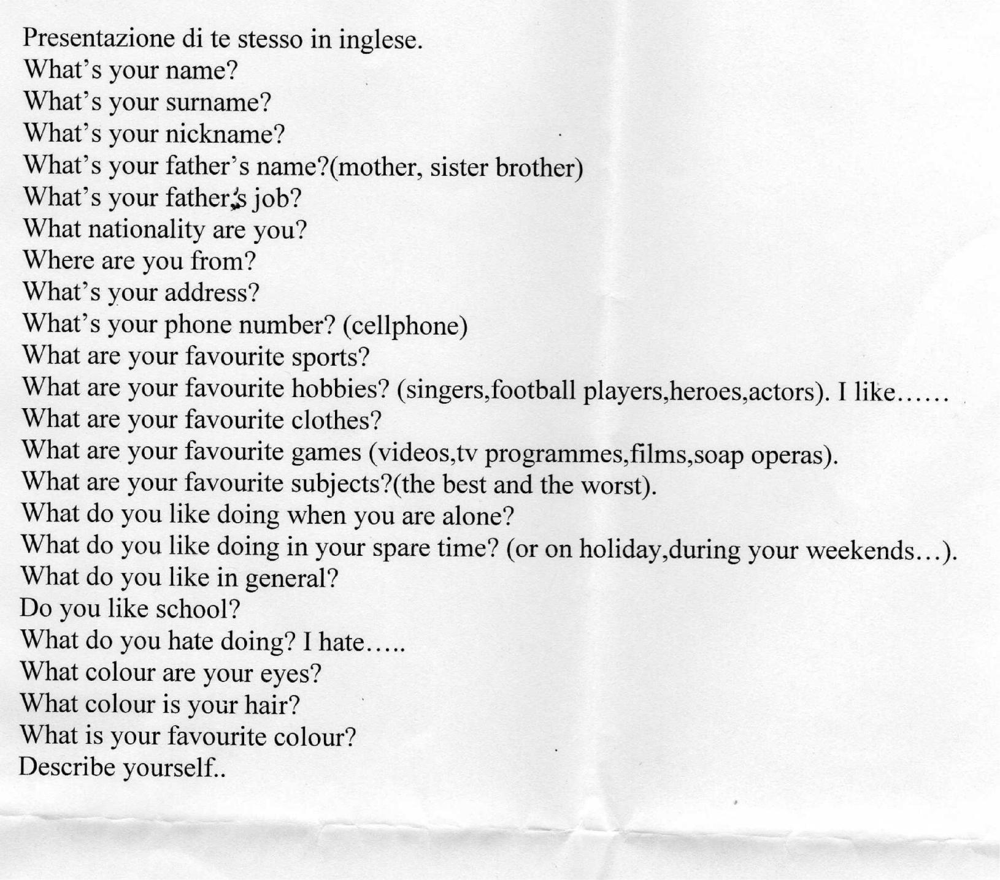 Presentazione di te stesso in inglese.
What's your name?
What's your surname?
What's your nickname?
What's your father's name?(mother, sister brother)
What's your father's job?
What nationality are you?
Where are you from?
What's your address?
What's your phone number? (cellphone)
What are your favourite sports?
What are your favourite hobbies? (singers,football players,heroes,actors). I like……
What are your favourite clothes?
What are your favourite games (videos,tv programmes,films,soap operas).
What are your favourite subjects?(the best and the worst).
What do you like doing when you are alone?
What do you like doing in your spare time? (or on holiday,during your weekends…).
What do you like in general?
Do you like school?
What do you hate doing? I hate…..
What colour are your eyes?
What colour is your hair?
What is your favourite colour?
Describe yourself..